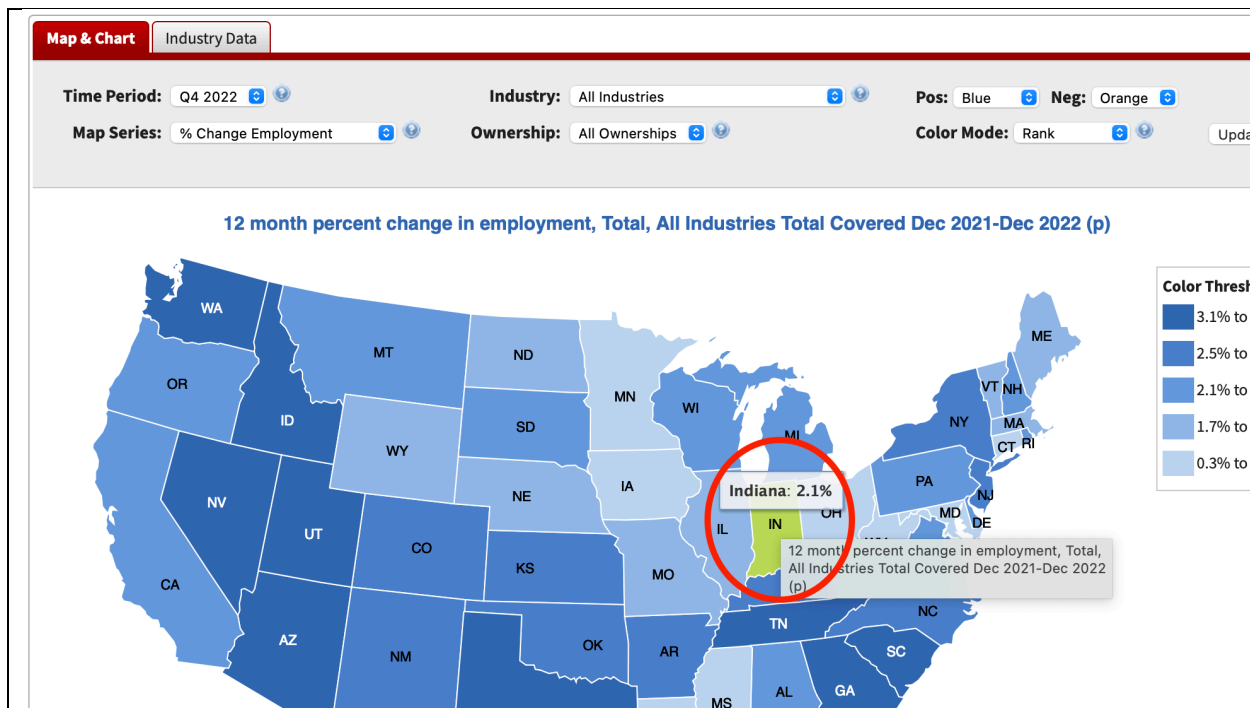 Map & Chart
Industry Data
Time Period: Q4 2022 Industry: All Industries Pos: Blue Neg: Orange
Map Series: % Change Employment Ownership: All Ownerships Color Mode: Rank
12 month percent change in employment, Total, All Industries Total Covered Dec 2021-Dec 2022 (p)
Color
3.1% to
2.5% to
2.1% to
1.7% to
0.3% to
WA
MT
ND
MN
ME
OR
ID
SD
WI
MI
NY
VT
NH
MA
CT
RI
WY
NE
IA
PA
NJ
Indiana: 2.1%
NV
UT
CO
KS
MO
IL
IN
OH
MD
DE
12 month percent change in employment, Total,
All Industries Total Covered Dec 2021-Dec 2022
(p)
CA
AZ
NM
OK
AR
TN
NC
SC
MS
AL
GA